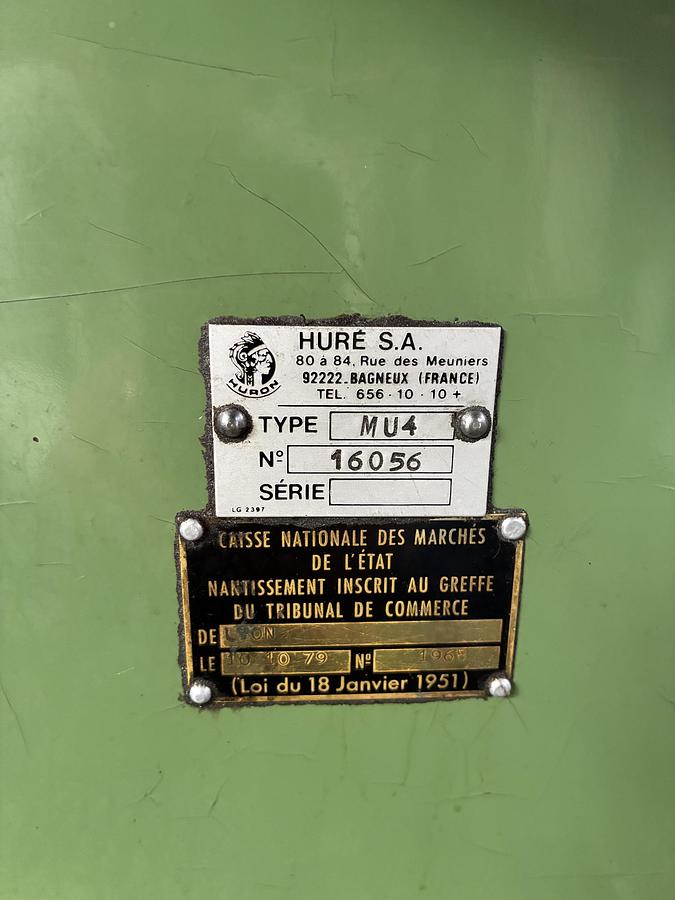 HURON
HURÉ S.A.
80 à 84, Rue des Meuniers
92222_BAGNEUX (FRANCE)
TEL. 656 · 10 · 10 +
TYPE MU4
N° 16056
SÉRIE
LG 2397
CAISSE NATIONALE DES MARCHÉS
DE L'ÉTAT
NANTISSEMENT INSCRIT AU GREFFE
DU TRIBUNAL DE COMMERCE
DE LYON
LE 10 10 79 N°
(Loi du 18 Janvier 1951)